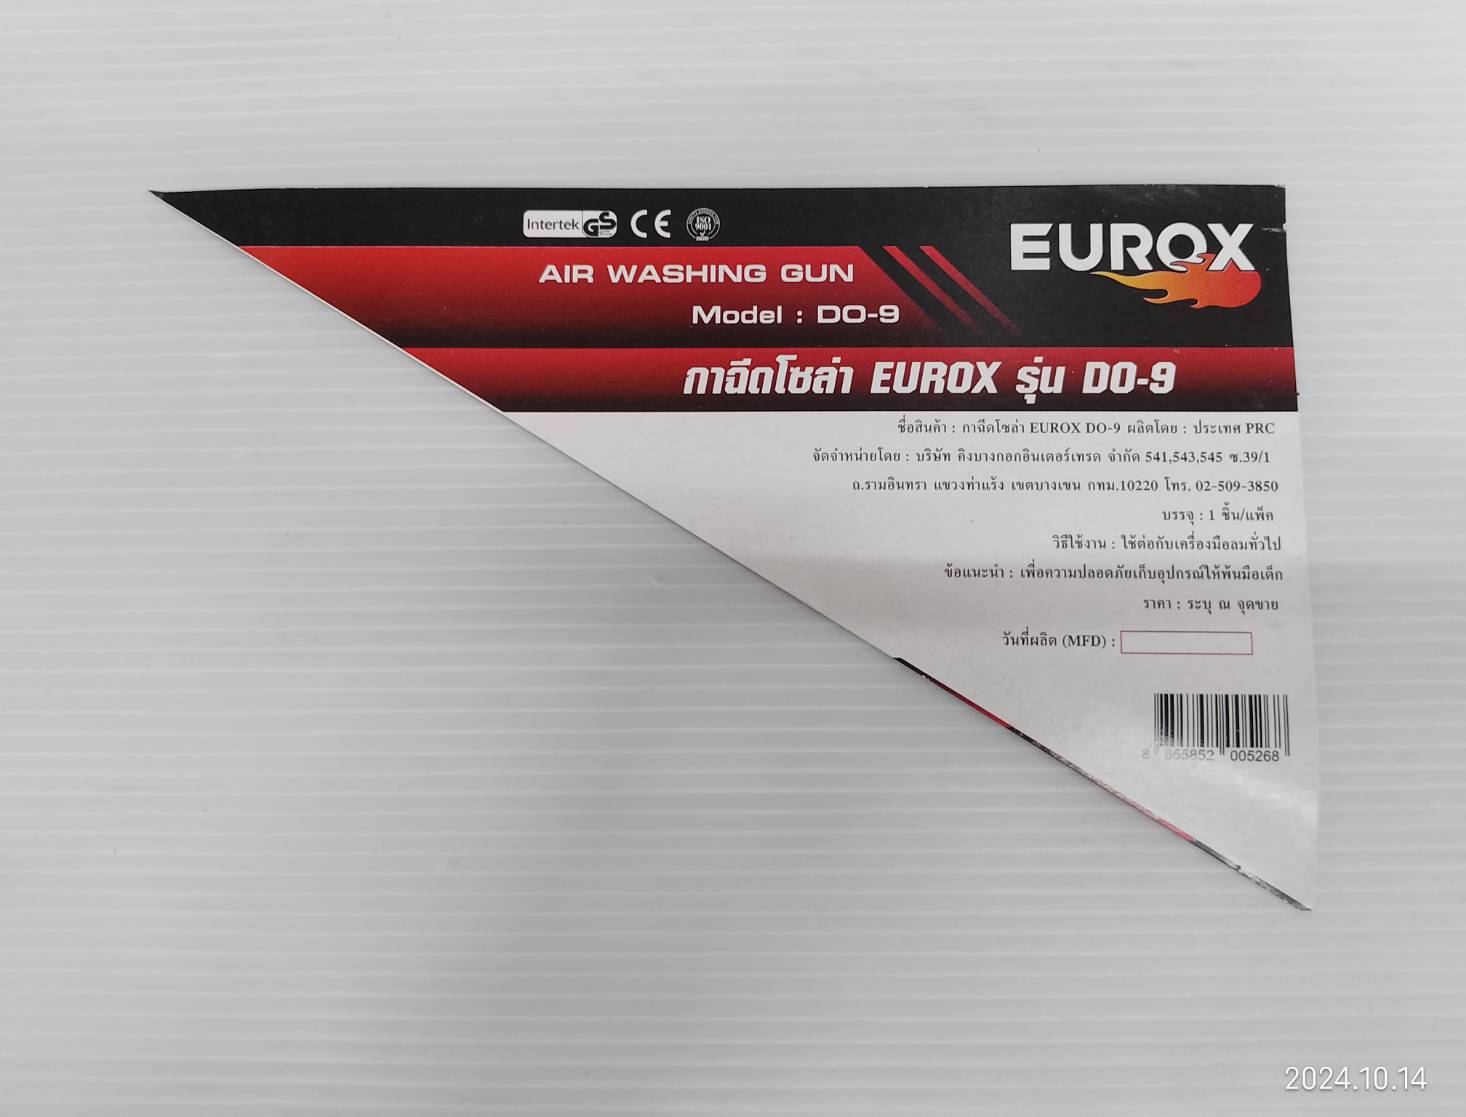 Intertek GS CE ISO 9001
EUROX
AIR WASHING GUN
Model : DO-9
กาฉีดโซล่า EUROX รุ่น DO-9
ชื่อสินค้า : กาฉีดโซล่า EUROX DO-9 ผลิตโดย : ประเทศ PRC
จัดจำหน่ายโดย : บริษัท คิงบางกอกอินเตอร์เทรด จำกัด 541,543,545 ซ.39/1
ถ.รามอินทรา แขวงท่าแร้ง เขตบางเขน กทม.10220 โทร. 02-509-3850
บรรจุ : 1 ชิ้น/แพ็ค
วิธีใช้งาน : ใช้ต่อกับเครื่องมือลมทั่วไป
ข้อแนะนำ : เพื่อความปลอดภัยเก็บอุปกรณ์ให้พ้นมือเด็ก
ราคา : ระบุ ณ จุดขาย
วันที่ผลิต (MFD) :
8 855852 005268
2024.10.14